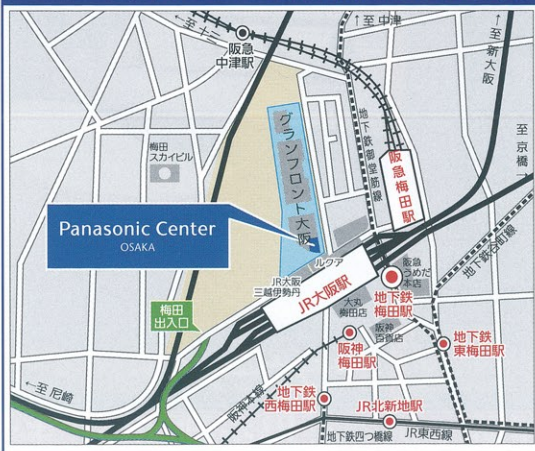 ←至 十三
阪急
中津駅
↑至 中津
↑至 新大阪
至 京橋→
梅田
スカイビル
グランフロント大阪
地下鉄御堂筋線
阪急梅田駅
Panasonic Center
OSAKA
ルクア
JR大阪
三越伊勢丹
JR大阪駅
阪急
うめだ
本店
地下鉄谷町線
大丸
梅田店
地下鉄
梅田駅
梅田
出入口
阪神
百貨店
阪神
梅田駅
地下鉄
東梅田駅
←至 尼崎
阪神本線
地下鉄
西梅田駅
JR北新地駅
地下鉄四つ橋線
JR東西線